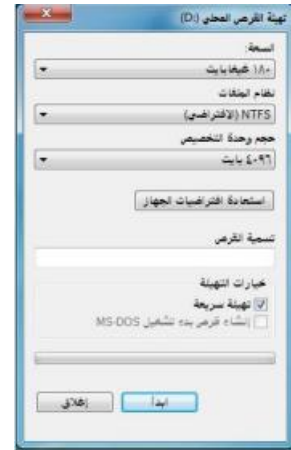 تهيئة القرص المحلي (D:)
السعة:
١٨٠ غيغابايت
نظام الملفات
NTFS (الافتراضي)
حجم وحدة التخصيص
٤٠٩٦ بايت
استعادة افتراضيات الجهاز
تسمية القرص
خيارات التهيئة
تهيئة سريعة
إنشاء قرص بدء تشغيل MS-DOS
ابدأ
إغلاق